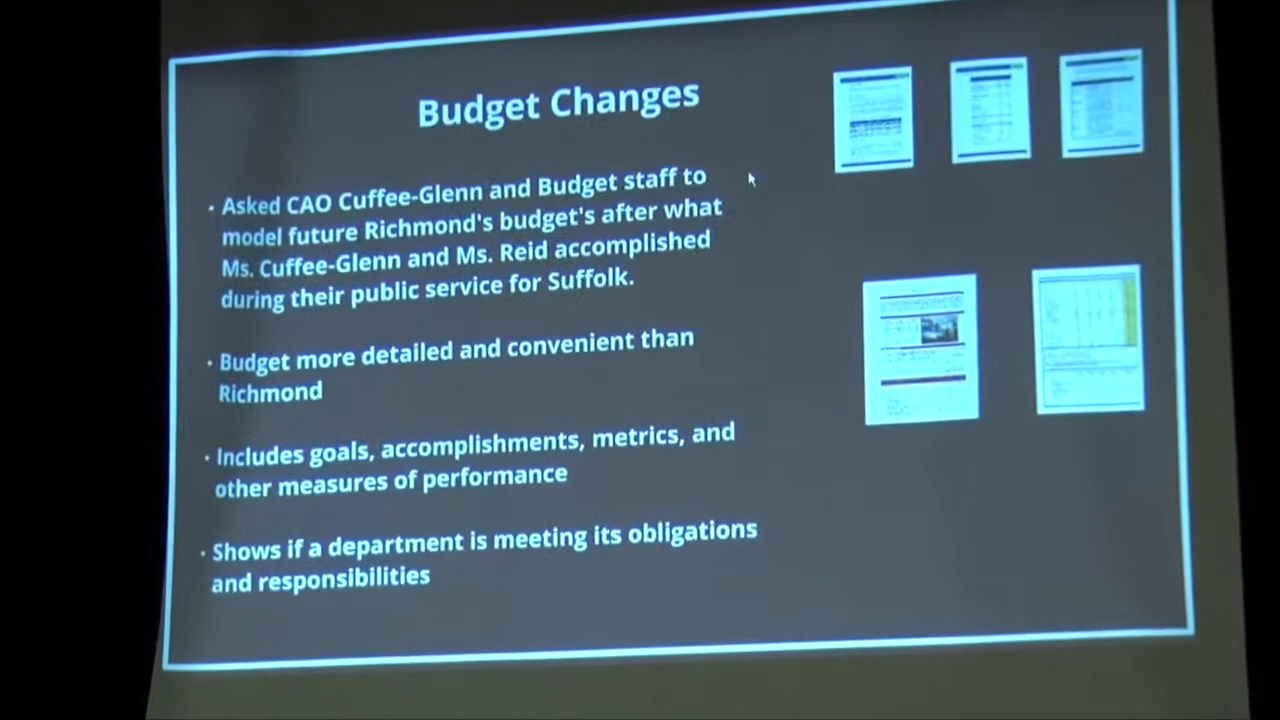 Budget Changes
· Asked CAO Cuffee-Glenn and Budget staff to
model future Richmond's budget's after what
Ms. Cuffee-Glenn and Ms. Reid accomplished
during their public service for Suffolk.
· Budget more detailed and convenient than
Richmond
· Includes goals, accomplishments, metrics, and
other measures of performance
· Shows if a department is meeting its obligations
and responsibilities